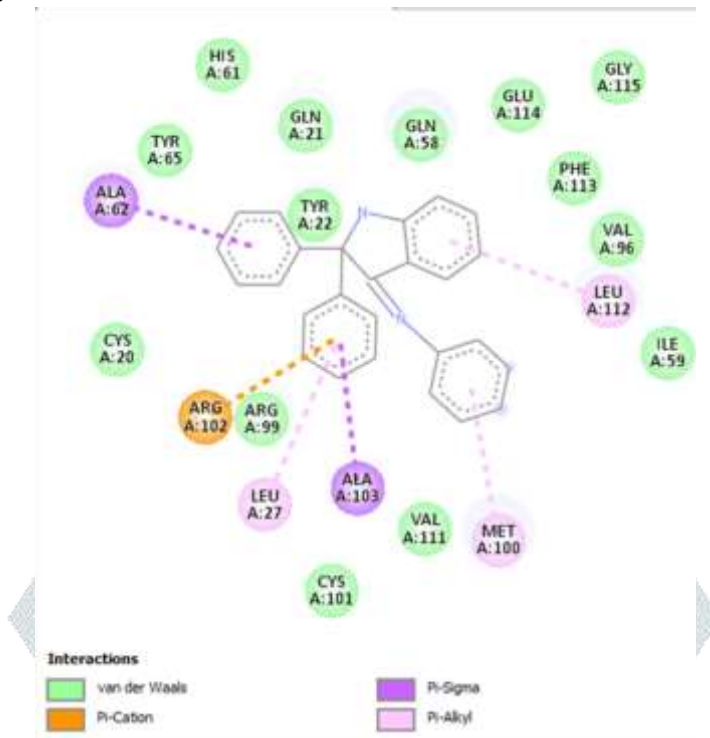 HIS
A:61
GLY
A:115
GLU
A:114
GLN
A:21
GLN
A:58
TYR
A:65
PHE
A:113
ALA
A:62
TYR
A:22
N
VAL
A:96
LEU
A:112
N
CYS
A:20
ILE
A:59
N
N
ARG
A:102
ARG
A:99
ALA
A:103
LEU
A:27
VAL
A:111
MET
A:100
CYS
A:101
Interactions
van der Waals
Pi-Cation
Pi-Sigma
Pi-Alkyl